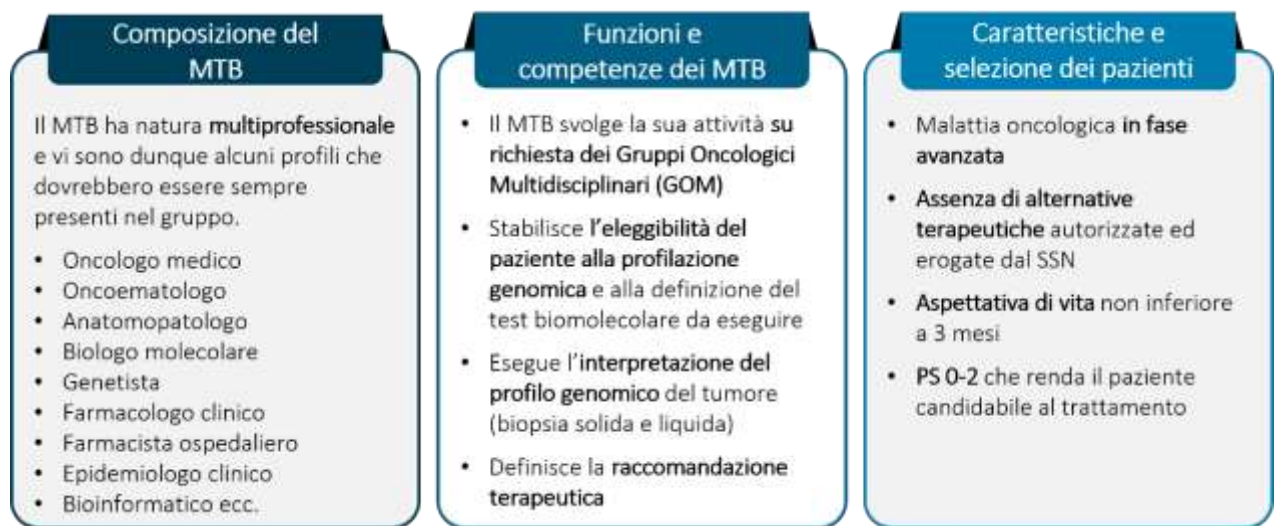 Composizione del
MTB
Il MTB ha natura multiprofessionale
e vi sono dunque alcuni profili che
dovrebbero essere sempre
presenti nel gruppo.
• Oncologo medico
• Oncoematologo
• Anatomopatologo
• Biologo molecolare
• Genetista
• Farmacologo clinico
• Farmacista ospedaliero
• Epidemiologo clinico
• Bioinformatico ecc.
Funzioni e
competenze dei MTB
• Il MTB svolge la sua attività su
richiesta dei Gruppi Oncologici
Multidisciplinari (GOM)
• Stabilisce l'eleggibilità del
paziente alla profilazione
genomica e alla definizione del
test biomolecolare da eseguire
• Esegue l'interpretazione del
profilo genomico del tumore
(biopsia solida e liquida)
• Definisce la raccomandazione
terapeutica
Caratteristiche e
selezione dei pazienti
• Malattia oncologica in fase
avanzata
• Assenza di alternative
terapeutiche autorizzate ed
erogate dal SSN
• Aspettativa di vita non inferiore
a 3 mesi
• PS 0-2 che renda il paziente
candidabile al trattamento